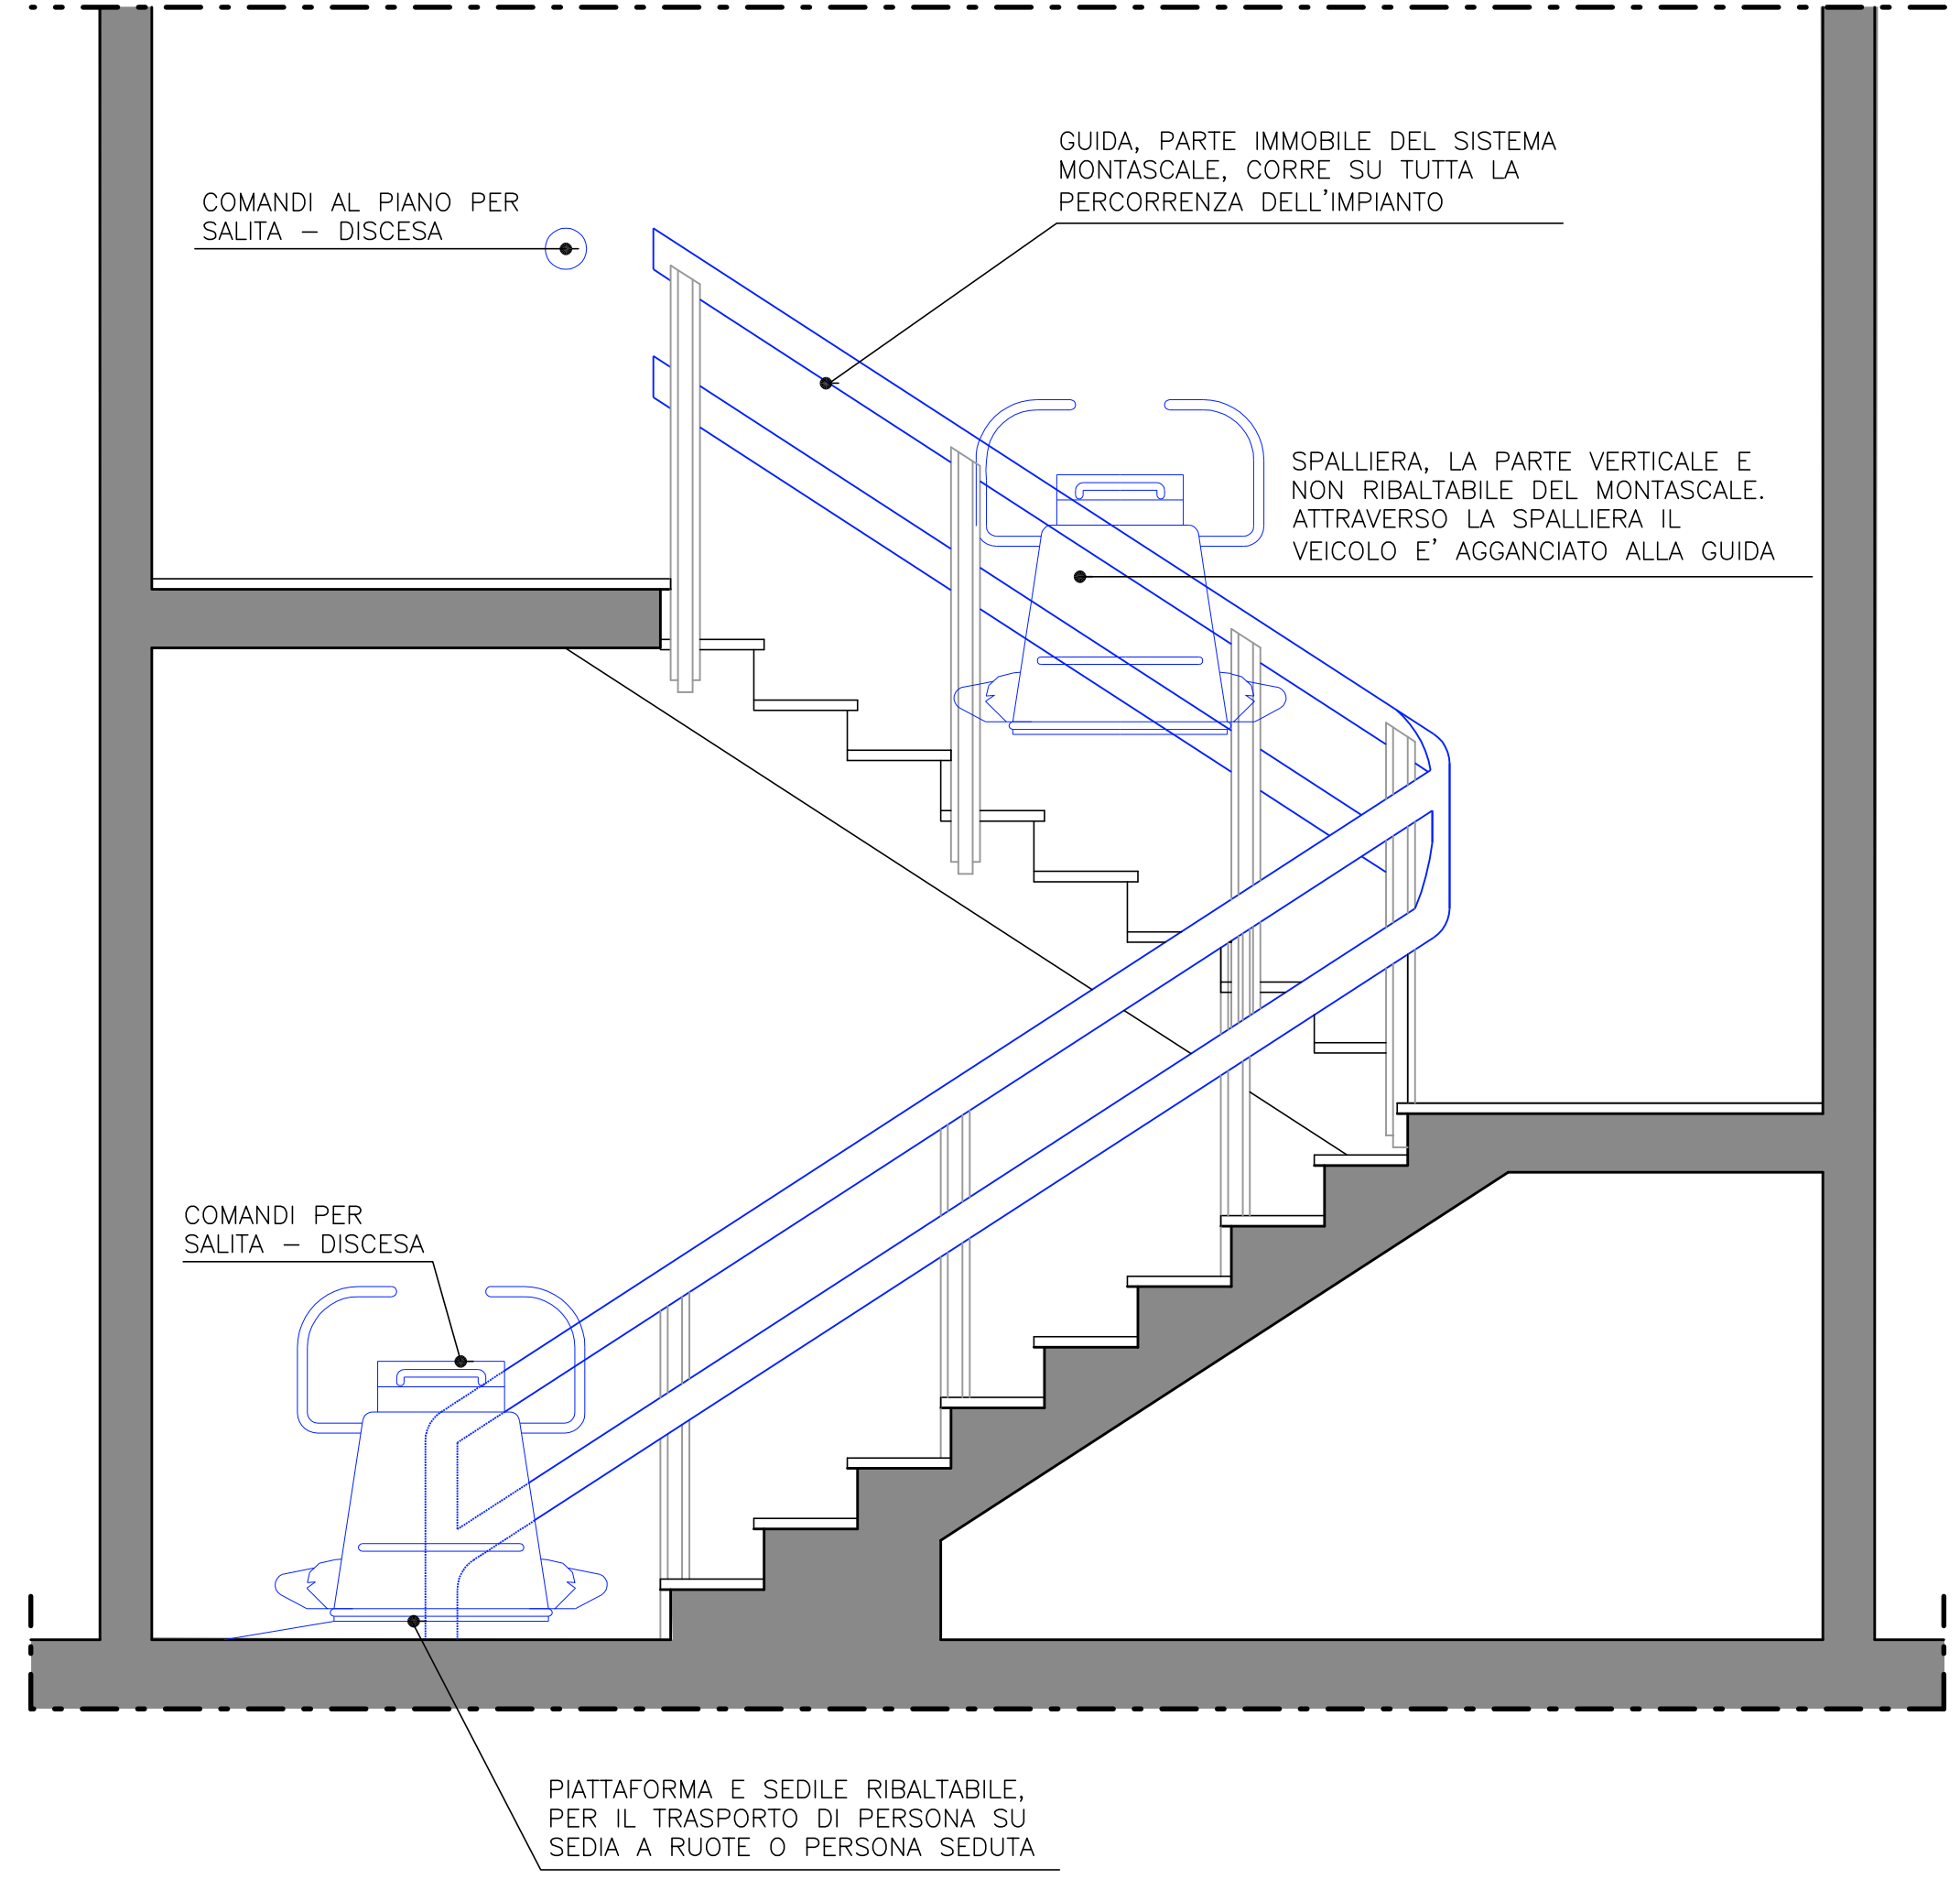 GUIDA, PARTE IMMOBILE DEL SISTEMA
MONTASCALE, CORRE SU TUTTA LA
PERCORRENZA DELL'IMPIANTO
COMANDI AL PIANO PER
SALITA – DISCESA
SPALLIERA, LA PARTE VERTICALE E
NON RIBALTABILE DEL MONTASCALE.
ATTRAVERSO LA SPALLIERA IL
VEICOLO E' AGGANCIATO ALLA GUIDA
COMANDI PER
SALITA – DISCESA
PIATTAFORMA E SEDILE RIBALTABILE,
PER IL TRASPORTO DI PERSONA SU
SEDIA A RUOTE O PERSONA SEDUTA